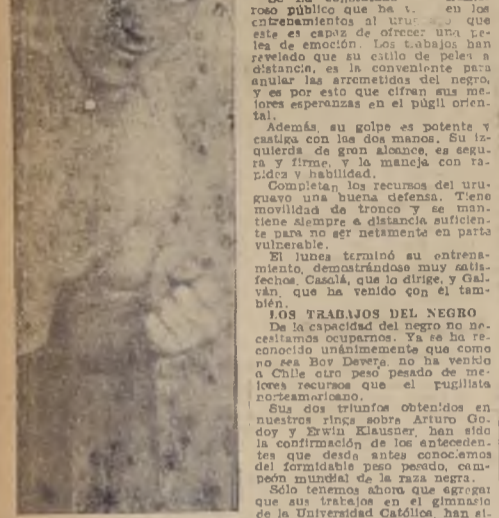 roso público que ha v. en los
entrenamientos al que
este es capaz de ofrecer una pe-
lea de emoción. Los trabajos han
revelado que su estilo de pelea a
distancia, es la conveniente para
anular las arremetidas del negro,
y es por esto que cifran sus me-
jores esperanzas en el púgil orien-
tal.
Además, su golpe es potente y
castiga con las dos manos. Su iz-
quierda de gran alcance, es segu-
ra y firme, y la maneja con ra-
pidez y habilidad.
Completan los recursos del uru-
guayo una buena defensa. Tiene
movilidad de tronco y se man-
tiene siempre a distancia suficien-
te para no ser netamente en parte
vulnerable.
El lunes terminó su entrena-
miento, demostrándose muy satis-
fechos, Casalá, que lo dirige, y Gal-
ván, que ha venido con el tam-
bién.
LOS TRABAJOS DEL NEGRO
De la capacidad del negro no ne-
cesitamos ocuparnos. Ya se ha re-
conocido unánimemente que como
no sea Bov Devere, no ha venido
a Chile otro peso pesado de me-
jores recursos que el pugilista
norteamericano.
Sus dos triunfos obtenidos en
nuestros rings sobre Arturo Go-
doy y Erwin Klausner, han sido
la confirmación de los anteceden-
tes que desde antes conocíamos
del formidable peso pesado, cam-
peón mundial de la raza negra.
Sólo tenemos ahora que agregar
que sus trabajos en el gimnasio
de la Universidad Católica, han si-